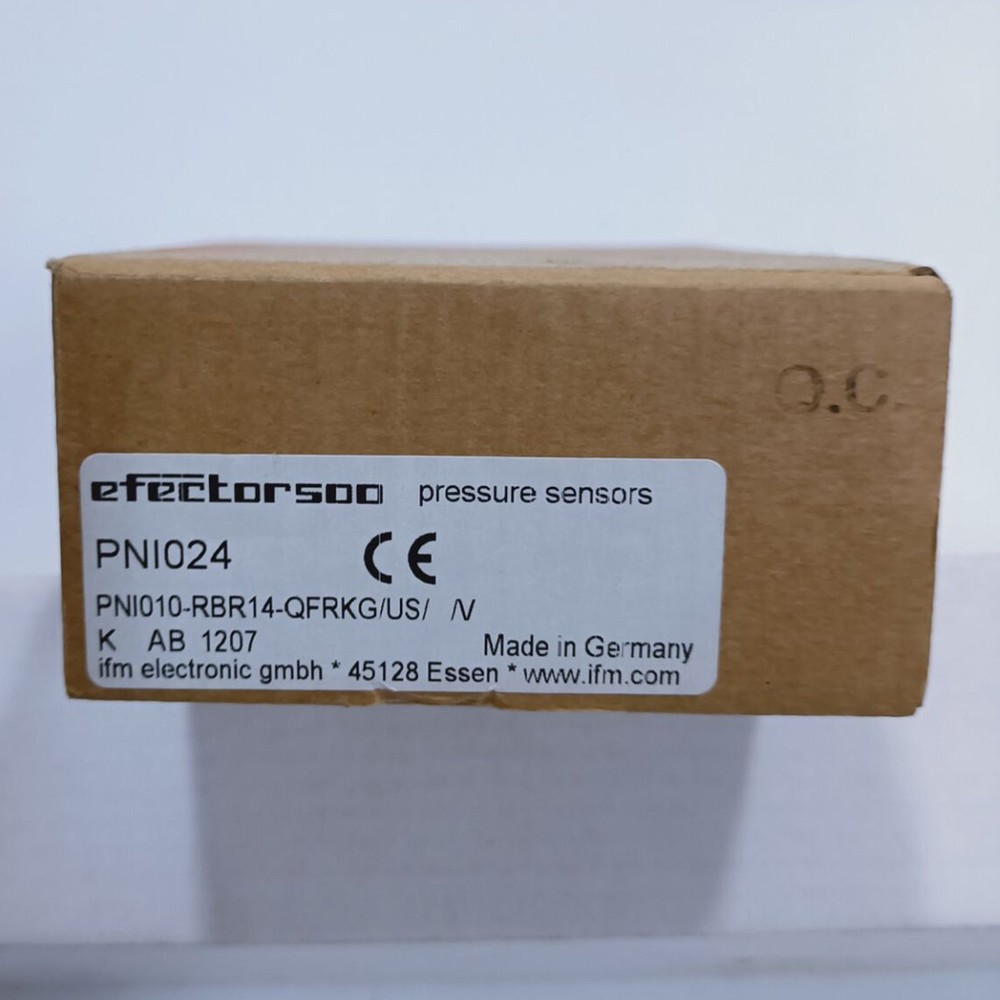 Q.C.
efector500 pressure sensors
PNI024 CE
PNI010-RBR14-QFRKG/US/ /V
K AB 1207 Made in Germany
ifm electronic gmbh * 45128 Essen * www.ifm.com